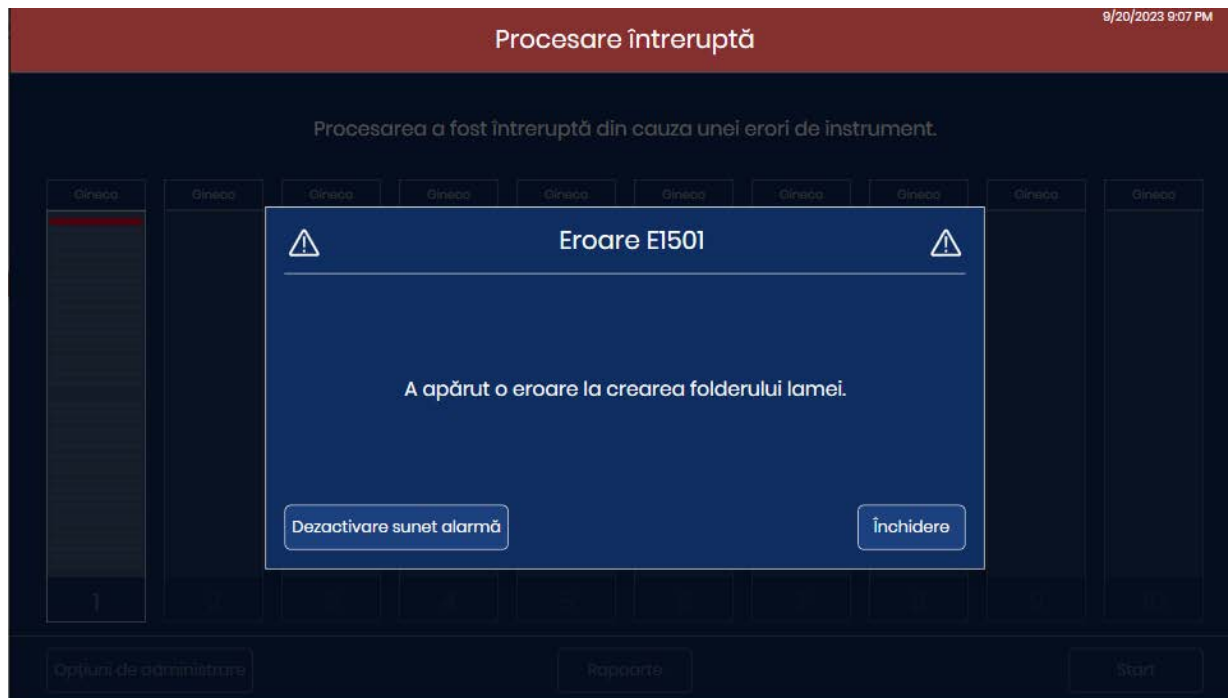 9/20/2023 9:07 PM
Procesare întreruptă
Procesarea a fost întreruptă din cauza unei erori de instrument.
Gineco Gineco Gineco Gineco Gineco Gineco Gineco Gineco Gineco Gineco
Eroare E1501
A apărut o eroare la crearea folderului lamei.
Dezactivare sunet alarmă Închidere
1
Opțiuni de administrare Rapoarte Start